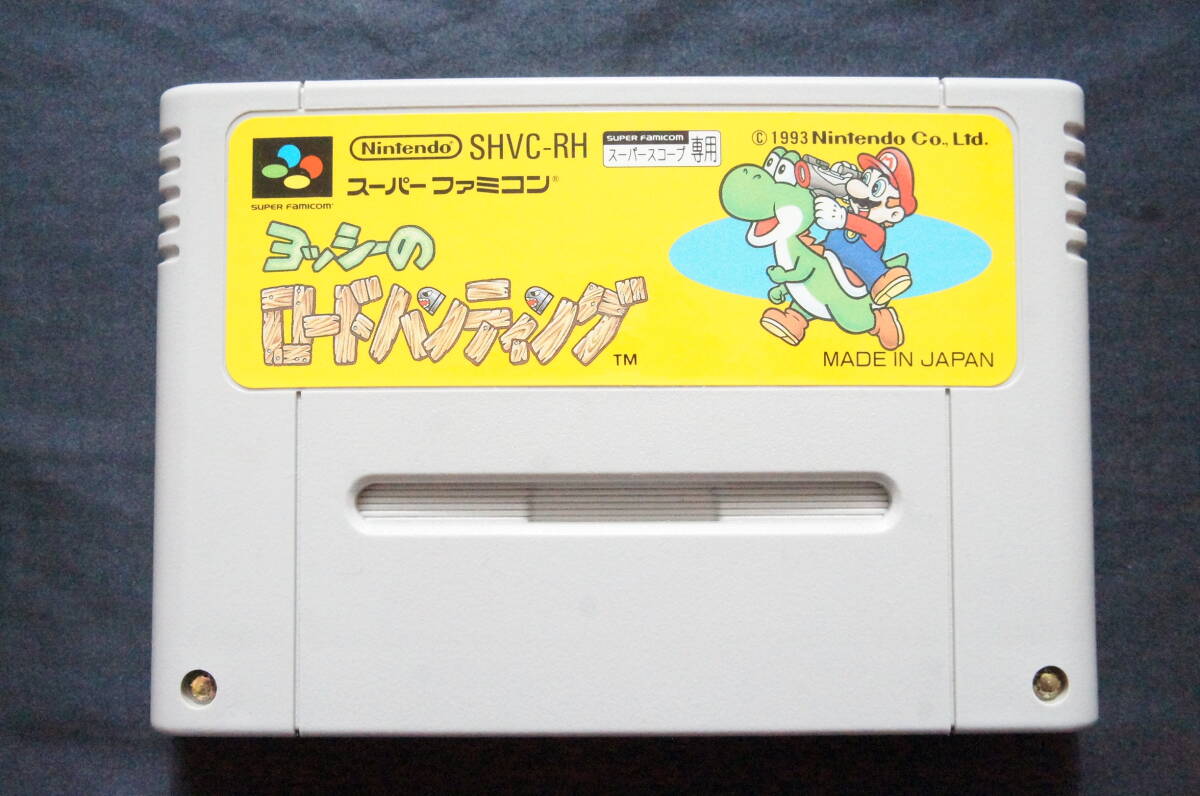 Nintendo SHVC-RH
SUPER FAMICOM
スーパースコープ 専用
© 1993 Nintendo Co., Ltd.
SUPER FAMICOM
スーパーファミコン®
ヨッシーの
ロードハンティング™
MADE IN JAPAN